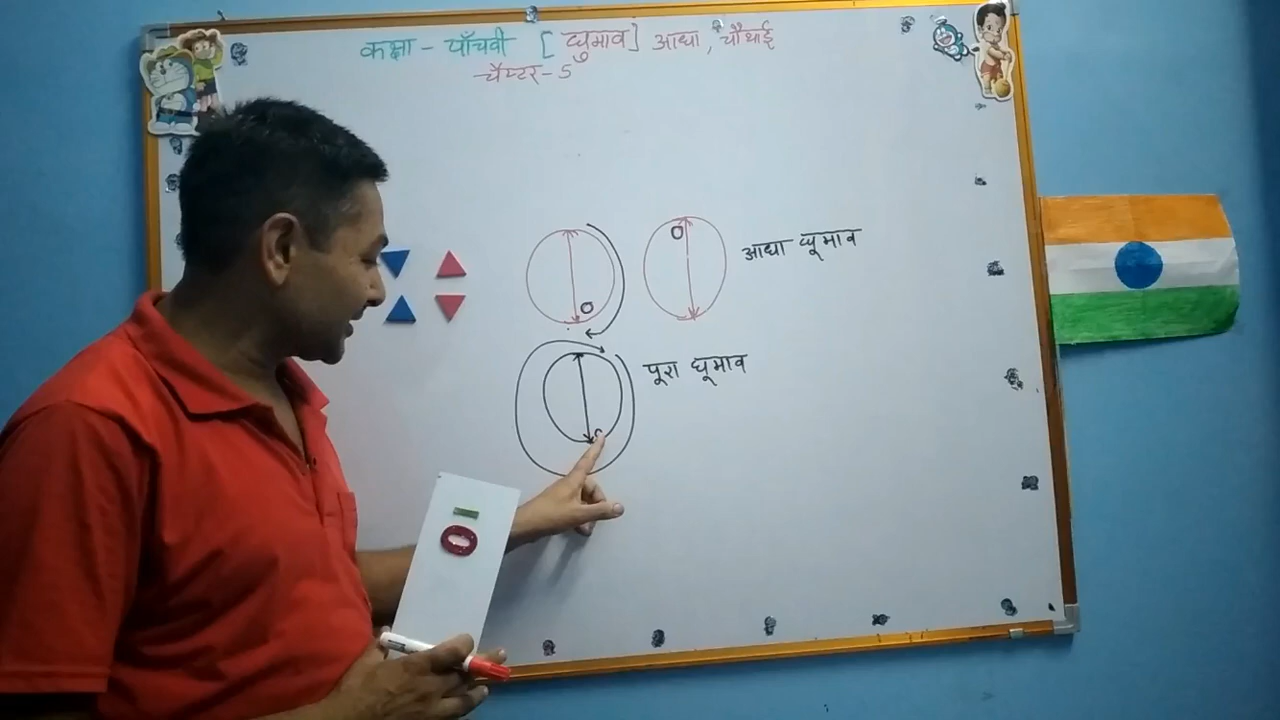 कक्षा - पाँचवी [घुमाव] आधा, चौथाई
चैप्टर-5
आधा घूमाव
पूरा घूमाव